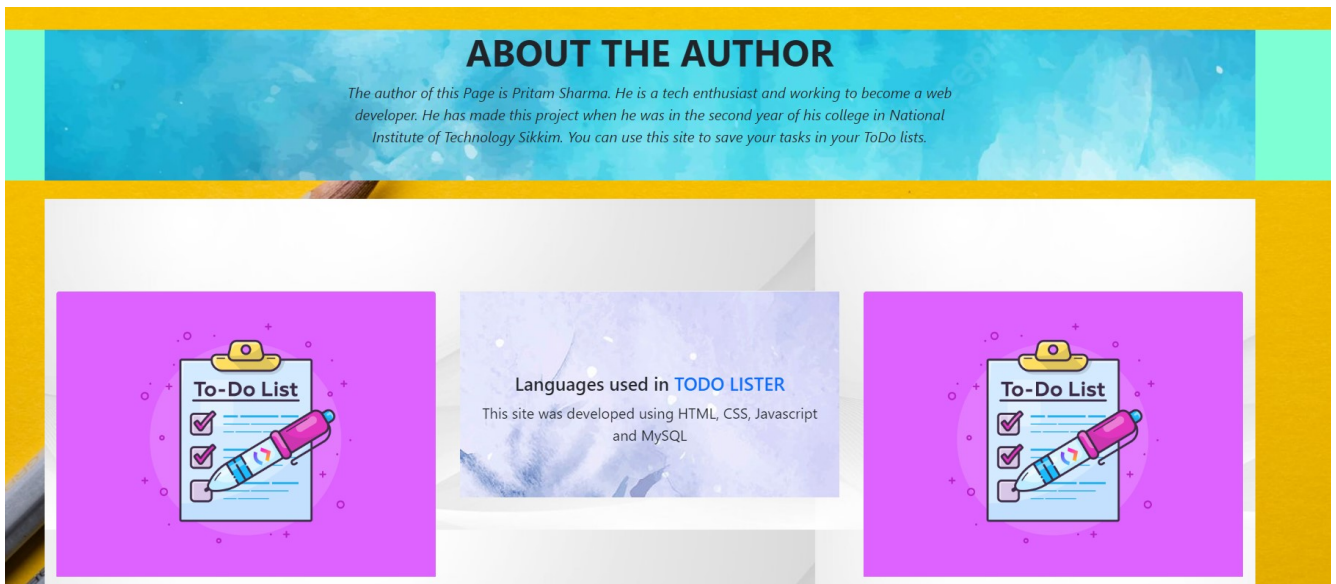 ABOUT THE AUTHOR
The author of this Page is Pritam Sharma. He is a tech enthusiast and working to become a web
developer. He has made this project when he was in the second year of his college in National
Institute of Technology Sikkim. You can use this site to save your tasks in your ToDo lists.
To-Do List
Languages used in TODO LISTER
This site was developed using HTML, CSS, Javascript
and MySQL
To-Do List